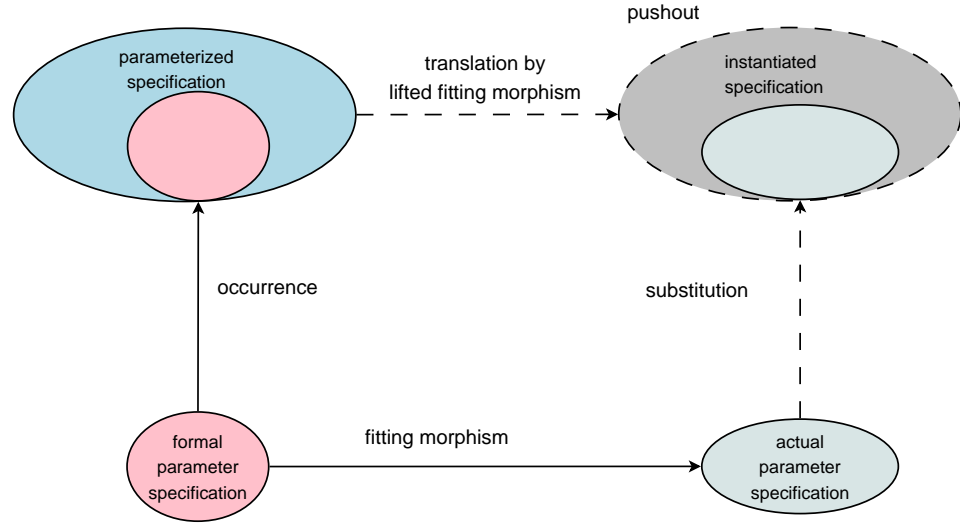 pushout
parameterized
specification
translation by
lifted fitting morphism
instantiated
specification
occurrence
substitution
formal
parameter
specification
fitting morphism
actual
parameter
specification